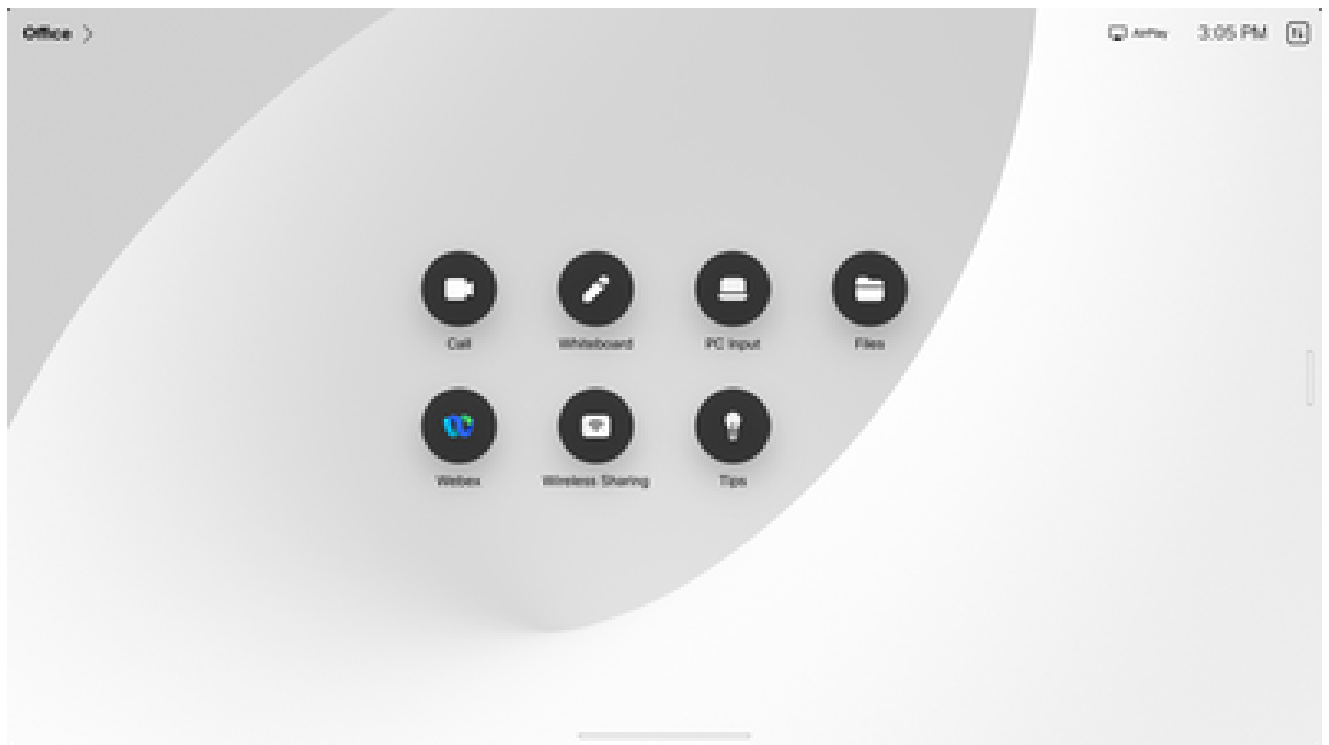 Office
AirPlay 3:05 PM
Call Whiteboard PC Input Files
Webex Wireless Sharing Tips